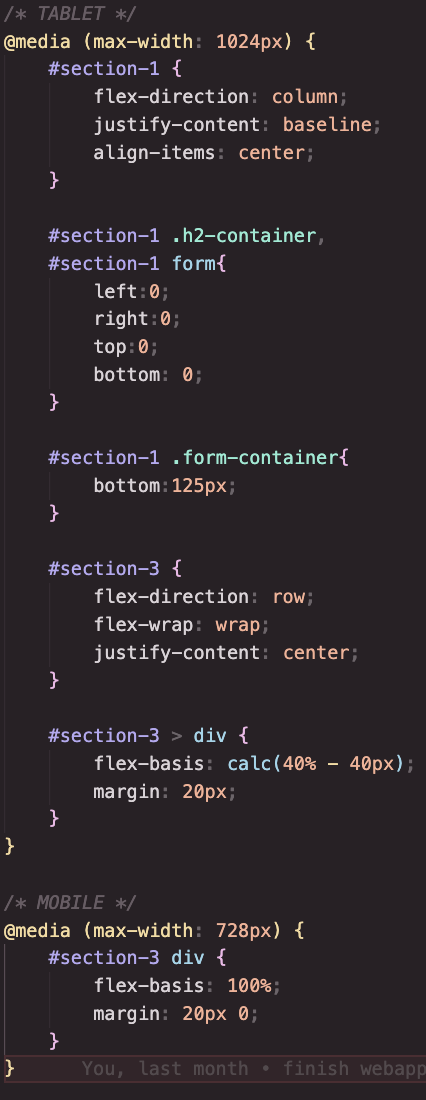 /* TABLET */
@media (max-width: 1024px) {
    #section-1 {
        flex-direction: column;
        justify-content: baseline;
        align-items: center;
    }

    #section-1 .h2-container,
    #section-1 form{
        left:0;
        right:0;
        top:0;
        bottom: 0;
    }

    #section-1 .form-container{
        bottom:125px;
    }

    #section-3 {
        flex-direction: row;
        flex-wrap: wrap;
        justify-content: center;
    }

    #section-3 > div {
        flex-basis: calc(40% - 40px);
        margin: 20px;
    }
}

/* MOBILE */
@media (max-width: 728px) {
    #section-3 div {
        flex-basis: 100%;
        margin: 20px 0;
    }
}      You, last month • finish webapp